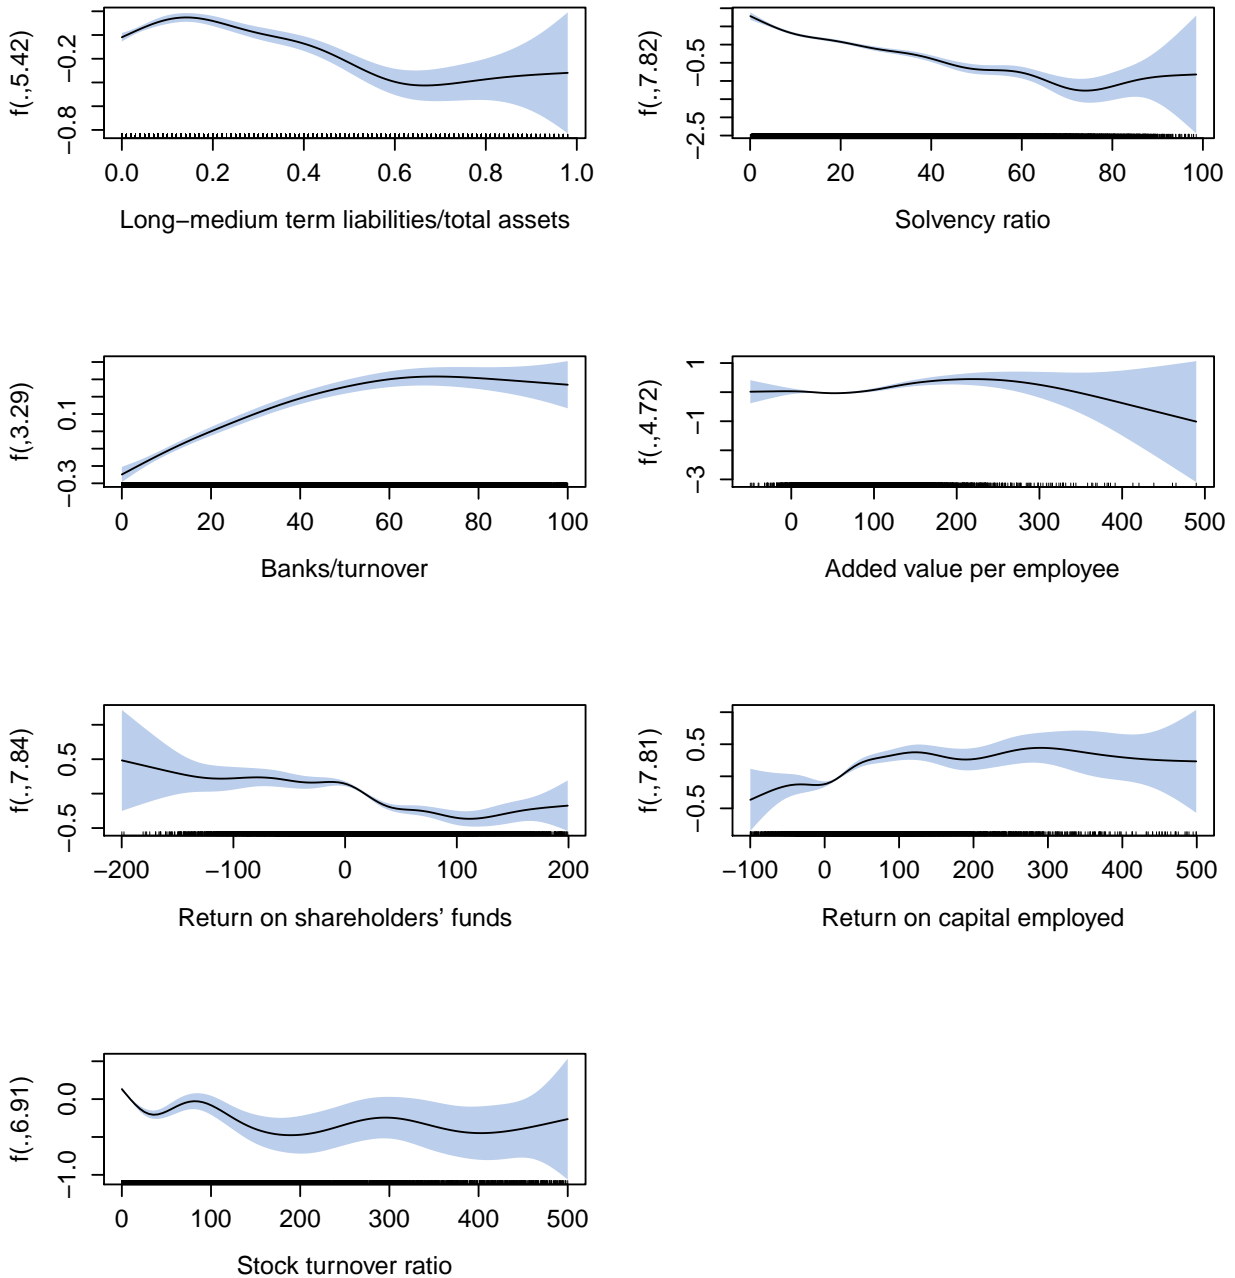 f(.,5.42)
−0.2
−0.8
0.0 0.2 0.4 0.6 0.8 1.0
Long−medium term liabilities/total assets
f(.,7.82)
−0.5
−2.5
0 20 40 60 80 100
Solvency ratio
f(.,3.29)
0.1
−0.3
0 20 40 60 80 100
Banks/turnover
f(.,4.72)
1
−1
−3
0 100 200 300 400 500
Added value per employee
f(.,7.84)
0.5
−0.5
−200 −100 0 100 200
Return on shareholders’ funds
f(.,7.81)
0.5
−0.5
−100 0 100 200 300 400 500
Return on capital employed
f(.,6.91)
0.0
−1.0
0 100 200 300 400 500
Stock turnover ratio